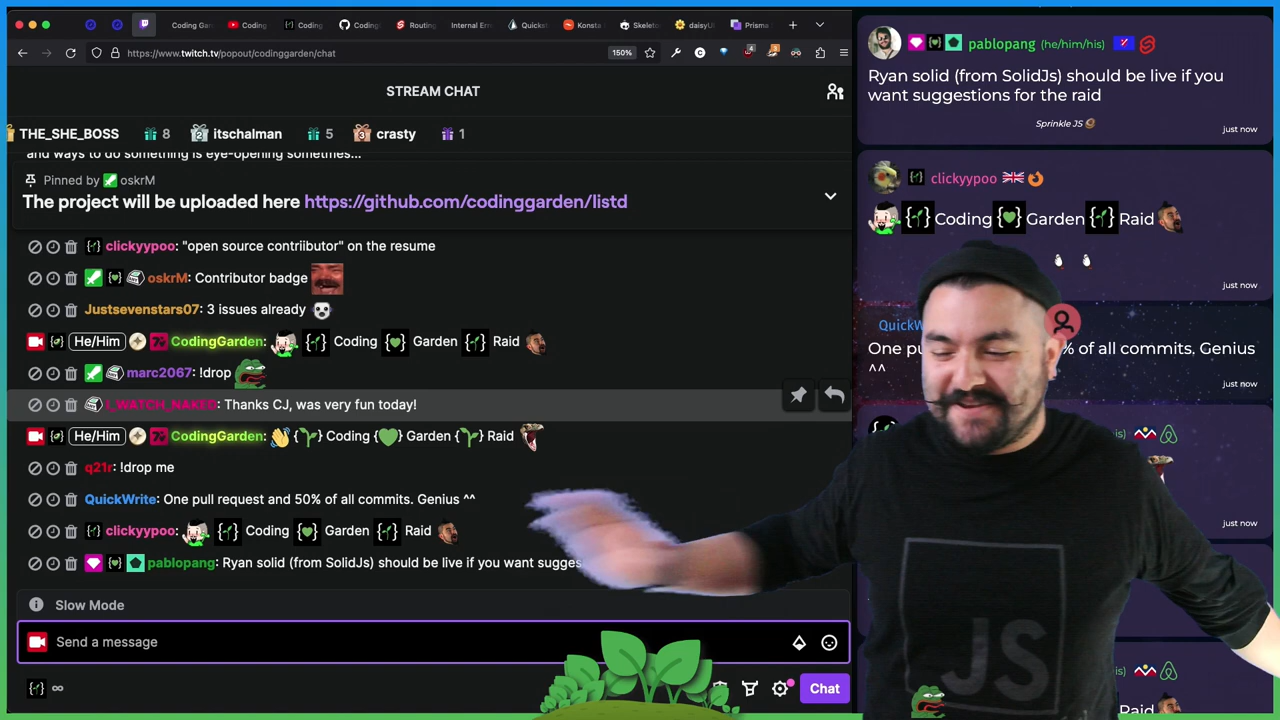 Coding Gar
Coding
Coding
Coding
Routing
Internal Err
Quicksta
Konsta
Skeleton
daisyUI
Prisma
https://www.twitch.tv/popout/codinggarden/chat
150%
STREAM CHAT
THE_SHE_BOSS 8 itschalman 5 crasty 1
and ways to do something is eye-opening sometimes...
Pinned by oskrM
The project will be uploaded here https://github.com/codinggarden/listd
clickyypoo: "open source contriibutor" on the resume
oskrM: Contributor badge
Justsevenstars07: 3 issues already
He/Him CodingGarden: Coding Garden Raid
marc2067: !drop
I_WATCH_NAKED: Thanks CJ, was very fun today!
He/Him CodingGarden: { } Coding { } Garden { } Raid
q21r: !drop me
QuickWrite: One pull request and 50% of all commits. Genius ^^
clickyypoo: Coding Garden Raid
pablopang: Ryan solid (from SolidJs) should be live if you want sugges
Slow Mode
Send a message
∞
Chat
pablopang (he/him/his)
Ryan solid (from SolidJs) should be live if you
want suggestions for the raid
Sprinkle JS
just now
clickyypoo
Coding Garden Raid
just now
QuickW
One pu % of all commits. Genius
^^
just now
is)
just now
is)
Raid
JS